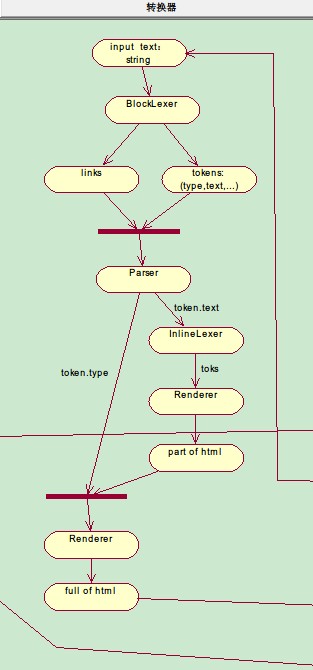 转换器
input text:
string
BlockLexer
links
tokens:
(type,text,...)
Parser
token.text
InlineLexer
toks
token.type
Renderer
part of html
Renderer
full of html